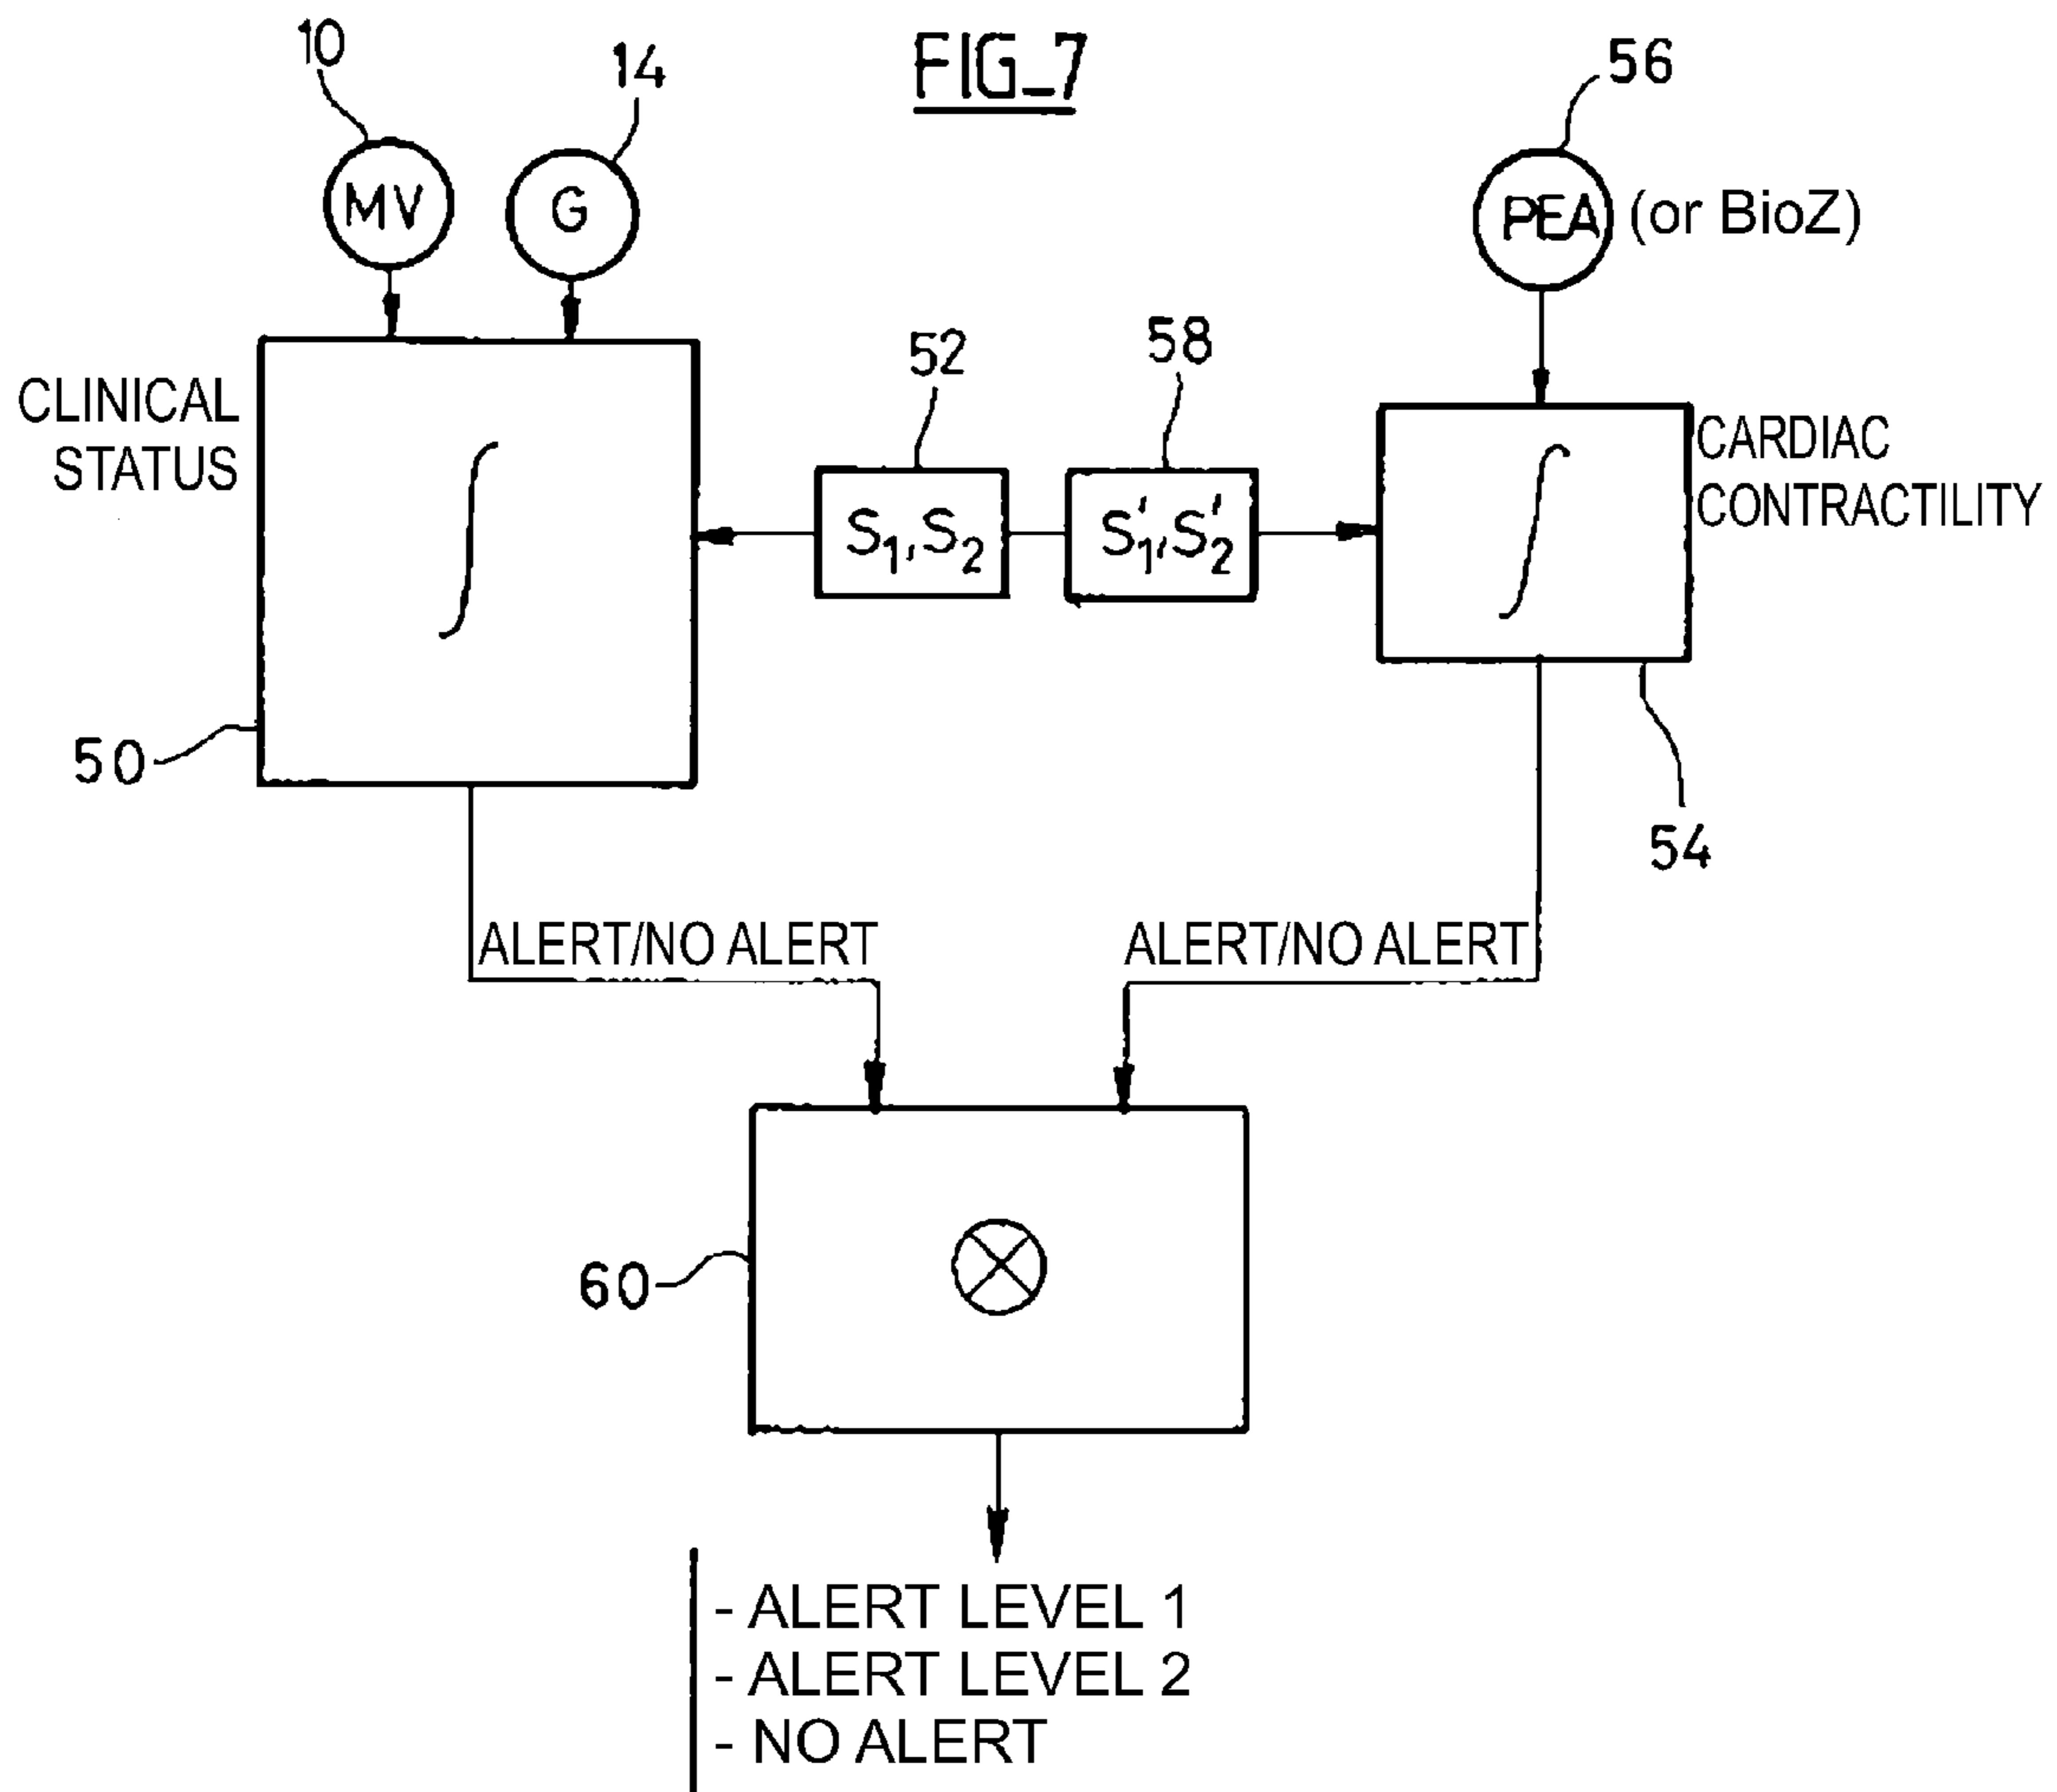 FIG_7
10
14
56
MV
G
PEA (or BioZ)
52
58
CLINICAL
STATUS
S1, S2
S'1, S'2
CARDIAC
CONTRACTILITY
50
54
ALERT/NO ALERT
ALERT/NO ALERT
60
- ALERT LEVEL 1
- ALERT LEVEL 2
- NO ALERT